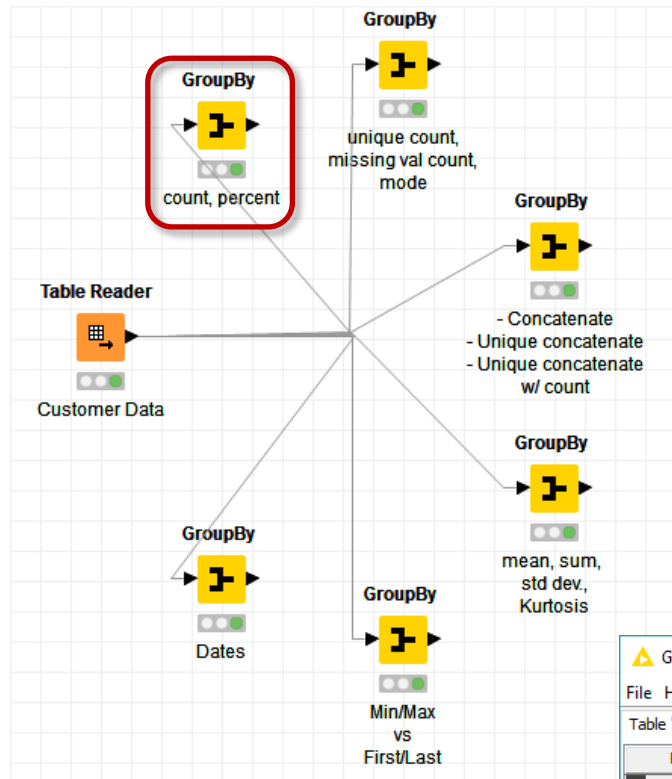 GroupBy
unique count,
missing val count,
mode
GroupBy
count, percent
GroupBy
- Concatenate
- Unique concatenate
- Unique concatenate
w/ count
Table Reader
Customer Data
GroupBy
mean, sum,
std dev.,
Kurtosis
GroupBy
Dates
GroupBy
Min/Max
vs
First/Last
File
Table